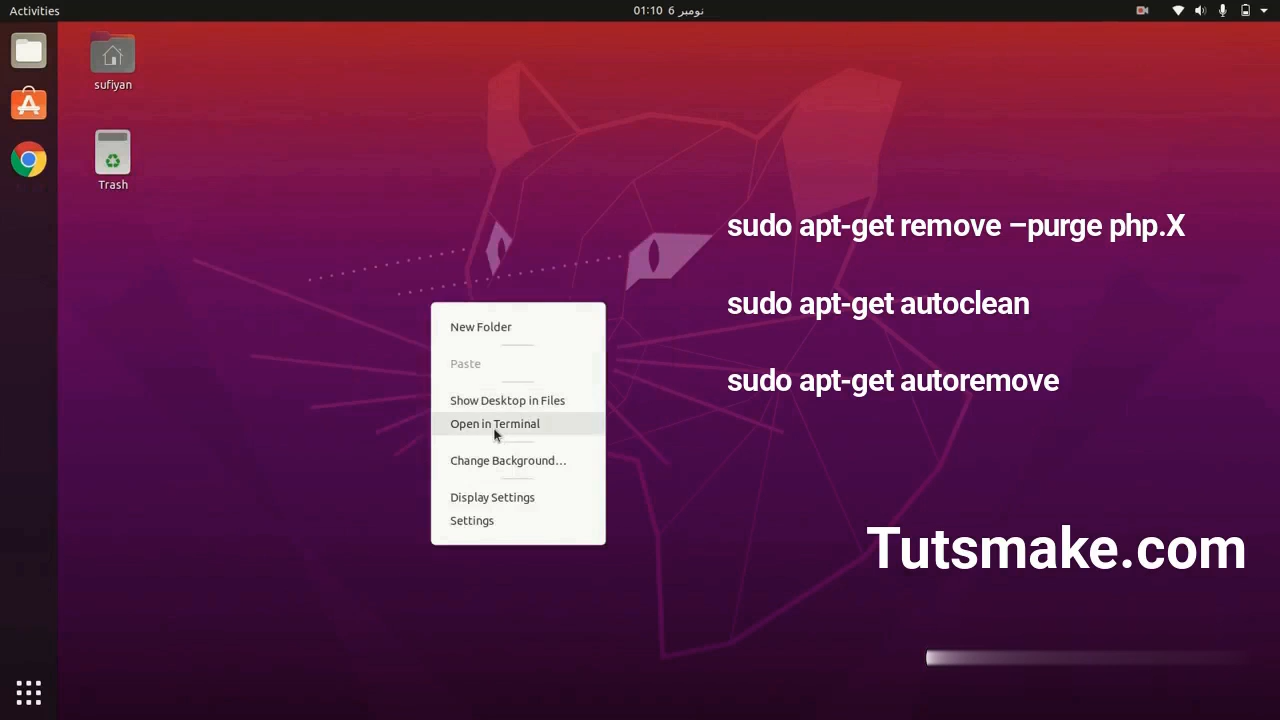 Activities
01:10 6 نومبر
sufiyan
Trash
sudo apt-get remove –purge php.X
sudo apt-get autoclean
sudo apt-get autoremove
New Folder
Paste
Show Desktop in Files
Open in Terminal
Change Background…
Display Settings
Settings
Tutsmake.com